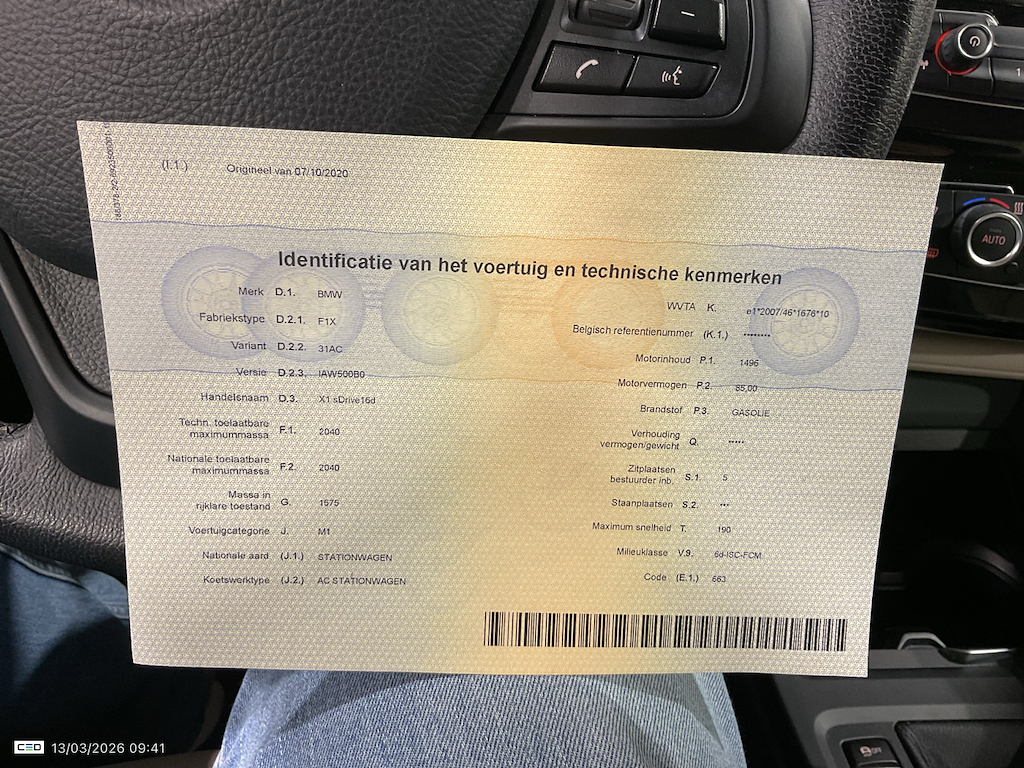 (I.1.) Origineel van 07/10/2020
Identificatie van het voertuig en technische kenmerken
Merk D.1. BMW
Fabriekstype D.2.1. F1X
Variant D.2.2. 31AC
Versie D.2.3. IAW500B0
Handelsnaam D.3. X1 sDrive16d
Techn. toelaatbare
maximummassa F.1. 2040
Nationale toelaatbare
maximummassa F.2. 2040
Massa in
rijklare toestand G. 1575
Voertuigcategorie J. M1
Nationale aard (J.1.) STATIONWAGEN
Koetswerktype (J.2.) AC STATIONWAGEN
WVTA K. e1*2007/46*1676*10
Belgisch referentienummer (K.1.) ********
Motorinhoud P.1. 1496
Motorvermogen P.2. 85,00
Brandstof P.3. GASOLIE
Verhouding
vermogen/gewicht Q. *****
Zitplaatsen
bestuurder inb. S.1. 5
Staanplaatsen S.2. ***
Maximum snelheid T. 190
Milieuklasse V.9. 6d-ISC-FCM
Code (E.1.) 663
AUTO
1
OFF
13/03/2026 09:41